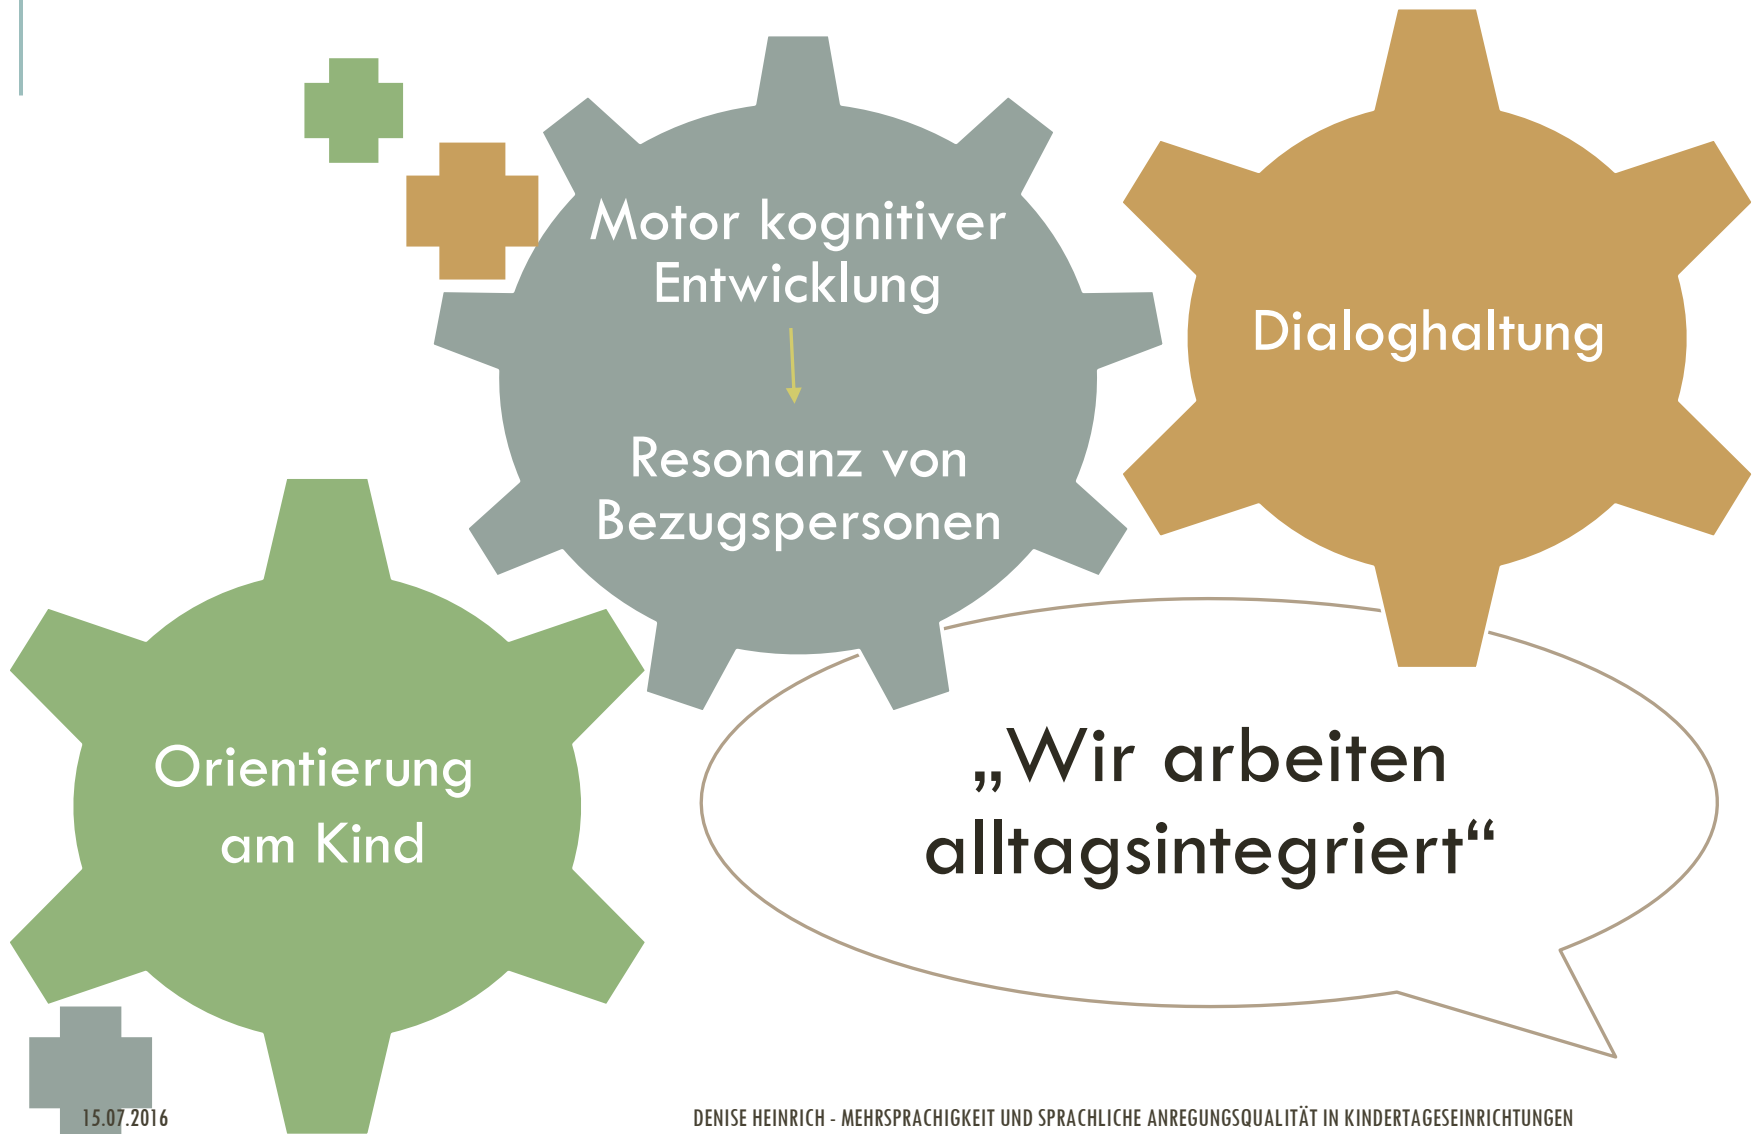 Motor kognitiver
Entwicklung
Resonanz von
Bezugspersonen
Dialoghaltung
Orientierung
am Kind
„Wir arbeiten
alltagsintegriert“
15.07.2016
DENISE HEINRICH - MEHRSPRACHIGKEIT UND SPRACHLICHE ANREGUNGSQUALITÄT IN KINDERTAGESEINRICHTUNGEN